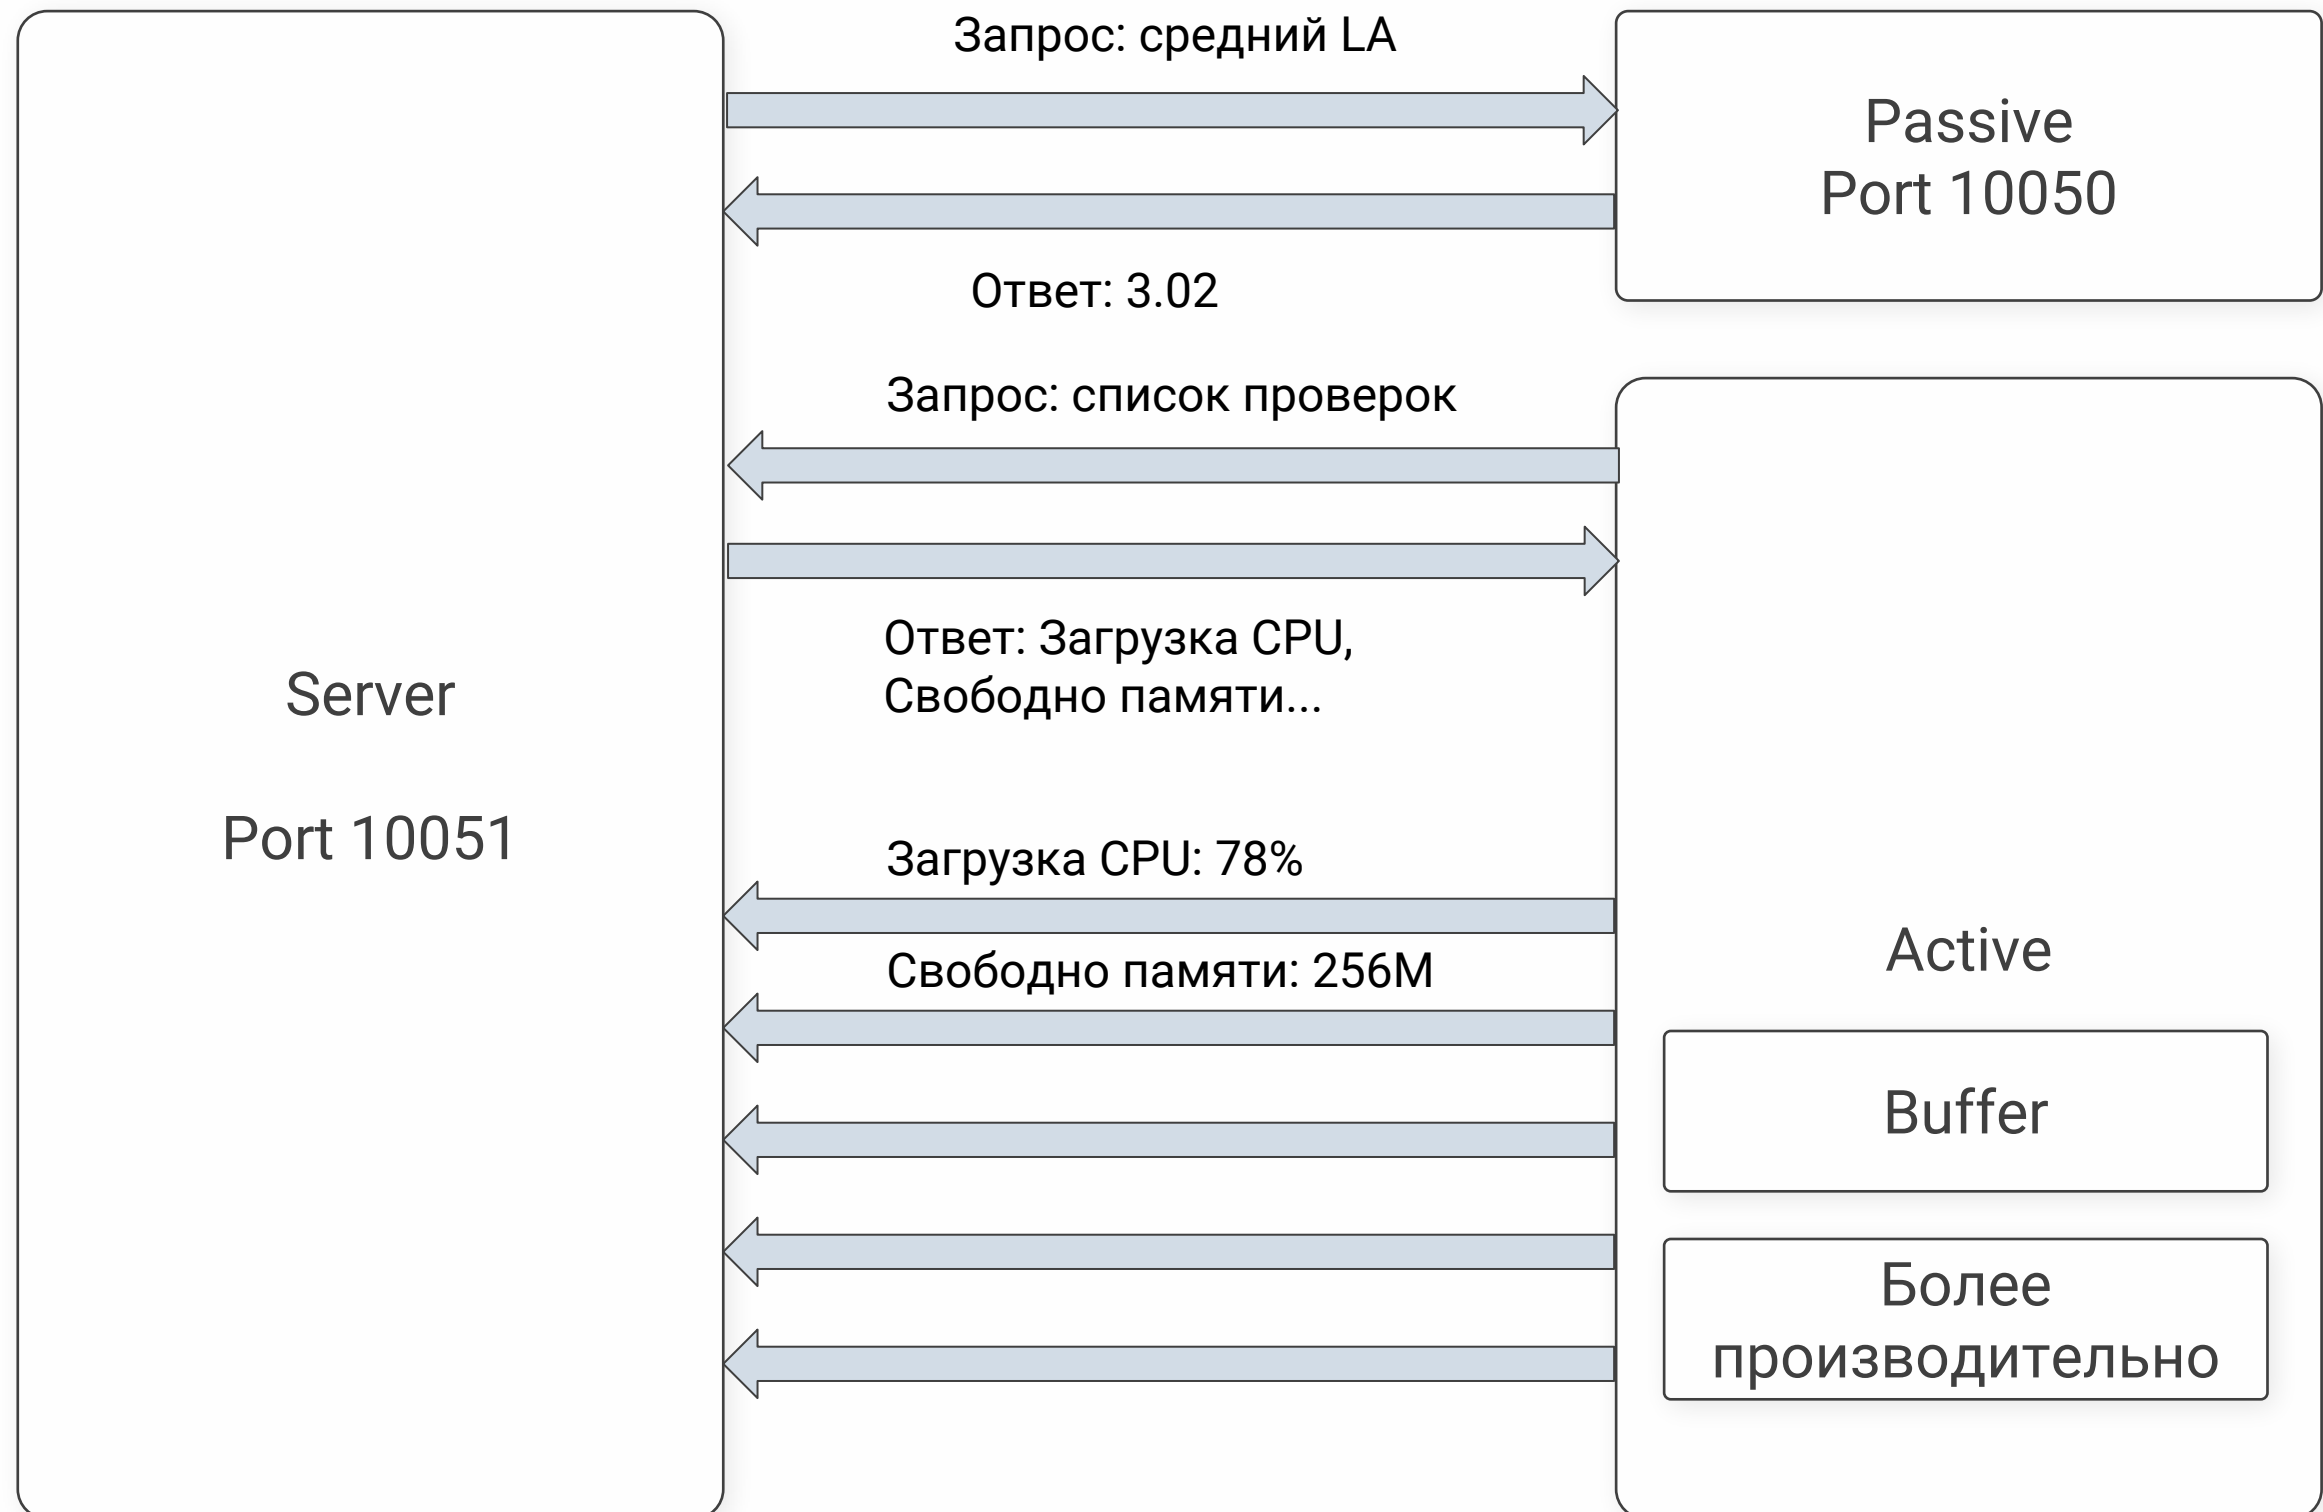 Запрос: средний LA
Passive
Port 10050
Ответ: 3.02
Запрос: список проверок
Ответ: Загрузка CPU,
Свободно памяти...
Server
Port 10051
Загрузка CPU: 78%
Свободно памяти: 256M
Active
Buffer
Более
производительно